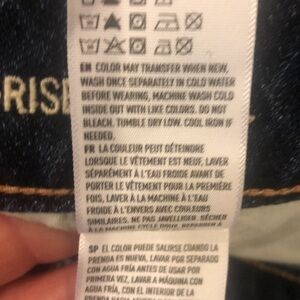 RISE
EN COLOR MAY TRANSFER WHEN NEW,
WASH ONCE SEPARATELY IN COLD WATER
BEFORE WEARING, MACHINE WASH COLD
INSIDE OUT WITH LIKE COLORS. DO NOT
BLEACH. TUMBLE DRY LOW. COOL IRON IF
NEEDED.
FR LA COULEUR PEUT DÉTEINDRE
LORSQUE LE VÊTEMENT EST NEUF,
LAVER SÉPARÉMENT
À L'EAU FROIDE AVANT DE
PORTER LE VÊTEMENT POUR LA PREMIÈRE
FOIS, LAVER À LA MACHINE À L'EAU
FROIDE À L'ENVERS AVEC COULEURS
SIMILAIRES. NE PAS JAVELLISER. SÉCHER
SP EL COLOR PUEDE SALIRSE CUANDO LA
PRENDA ES NUEVA, LAVAR POR SEPARADO
CON AGUA FRÍA ANTES DE USAR POR
PRIMERA VEZ, LAVAR A MÁQUINA CON
AGUA FRÍA, CON EL INTERIOR DE LA